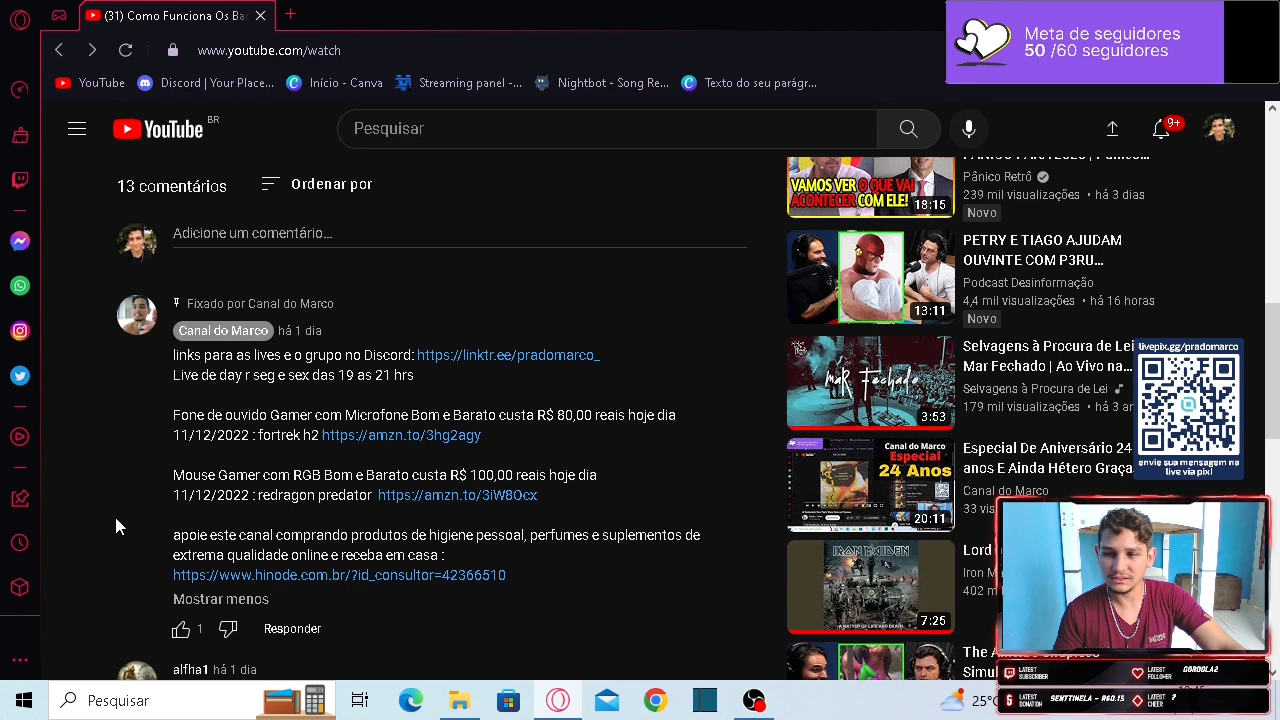 (31) Como Funciona Os Bar
Meta de seguidores
50 /60 seguidores
www.youtube.com/watch
YouTube
Discord | Your Place...
Início - Canva
Streaming panel -...
Nightbot - Song Re...
Texto do seu parágr...
YouTube BR
Pesquisar
9+
13 comentários
Ordenar por
Adicione um comentário...
Fixado por Canal do Marco
Canal do Marco há 1 dia
links para as lives e o grupo no Discord: https://linktr.ee/pradomarco_
Live de day r seg e sex das 19 as 21 hrs
Fone de ouvido Gamer com Microfone Bom e Barato custa R$ 80,00 reais hoje dia
11/12/2022 : fortrek h2 https://amzn.to/3hg2agy
Mouse Gamer com RGB Bom e Barato custa R$ 100,00 reais hoje dia
11/12/2022 : redragon predator https://amzn.to/3iW8Ocx
canal comprando produtos de higiene pessoal, perfumes e suplementos de
extrema qualidade online e receba em casa :
https://www.hinode.com.br/?id_consultor=42366510
Mostrar menos
1
Responder
alfha1 há 1 dia
VAMOS VER O QUE VAI
ACONTECER COM ELE!
18:15
Pânico Retrô
239 mil visualizações • há 3 dias
Novo
13:11
PETRY E TIAGO AJUDAM
OUVINTE COM P3RU...
Podcast Desinformação
4,4 mil visualizações • há 16 horas
Novo
maR Fechado
3:53
Selvagens à Procura de Lei
Mar Fechado | Ao Vivo na...
Selvagens à Procura de Lei
179 mil visualizações • há 3 ar
livepix.gg/pradomarco
envie sua mensagem na
live via pix!
Canal do Marco
Especial
24 Anos
20:11
Especial De Aniversário 24
anos E Ainda Hétero Graça
Canal do Marco
33 vis
IRON MAIDEN
A MATTER OF LIFE AND DEATH
7:25
Lord
Iron Ma
402 m
Simul
LATEST SUBSCRIBER
LATEST FOLLOWER
GORDOLA2
LATEST DONATION
SENTTINELA - R$0.15
LATEST CHEER
?
Pesquisar
25°C